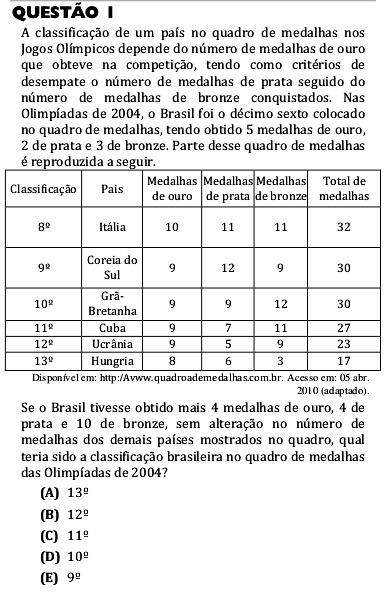 QUESTÃO 1
A classificação de um país no quadro de medalhas nos
Jogos Olímpicos depende do número de medalhas de ouro
que obteve na competição, tendo como critérios de
desempate o número de medalhas de prata seguido do
número de medalhas de bronze conquistados. Nas
Olimpíadas de 2004, o Brasil foi o décimo sexto colocado
no quadro de medalhas, tendo obtido 5 medalhas de ouro,
2 de prata e 3 de bronze. Parte desse quadro de medalhas
é reproduzida a seguir.
Classificação País Medalhas de ouro Medalhas de prata Medalhas de bronze Total de medalhas
8º Itália 10 11 11 32
9º Coreia do Sul 9 12 9 30
10º Grã-Bretanha 9 9 12 30
11º Cuba 9 7 11 27
12º Ucrânia 9 5 9 23
13º Hungria 8 6 3 17
Disponível em: http:/Avww.quadroademedalhas.com.br. Acesso em: 05 abr.
2010 (adaptado).
Se o Brasil tivesse obtido mais 4 medalhas de ouro, 4 de
prata e 10 de bronze, sem alteração no número de
medalhas dos demais países mostrados no quadro, qual
teria sido a classificação brasileira no quadro de medalhas
das Olimpíadas de 2004?
(A) 13º
(B) 12º
(C) 11º
(D) 10º
(E) 9º